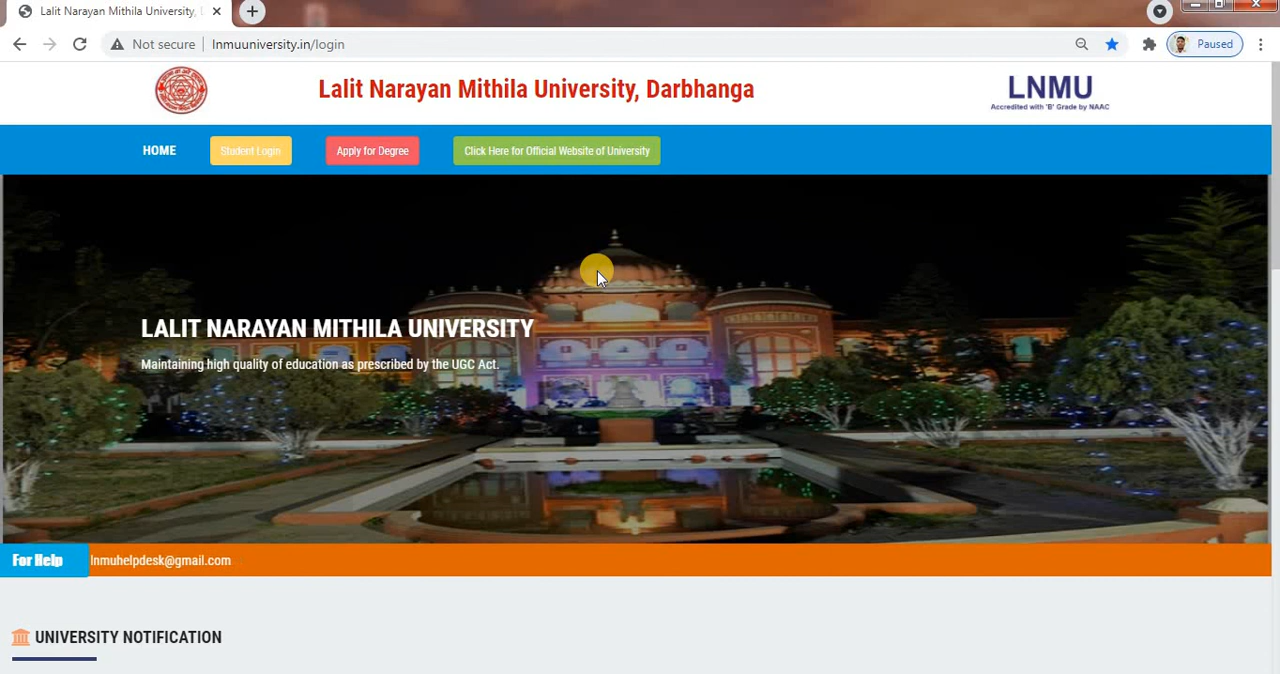 Lalit Narayan Mithila University,
Not secure
lnmuuniversity.in/login
Paused
Lalit Narayan Mithila University, Darbhanga
LNMU
Accredited with 'B' Grade by NAAC
HOME
Student Login
Apply for Degree
Click Here for Official Website of University
LALIT NARAYAN MITHILA UNIVERSITY
Maintaining high quality of education as prescribed by the UGC Act.
For Help
lnmuhelpdesk@gmail.com
UNIVERSITY NOTIFICATION